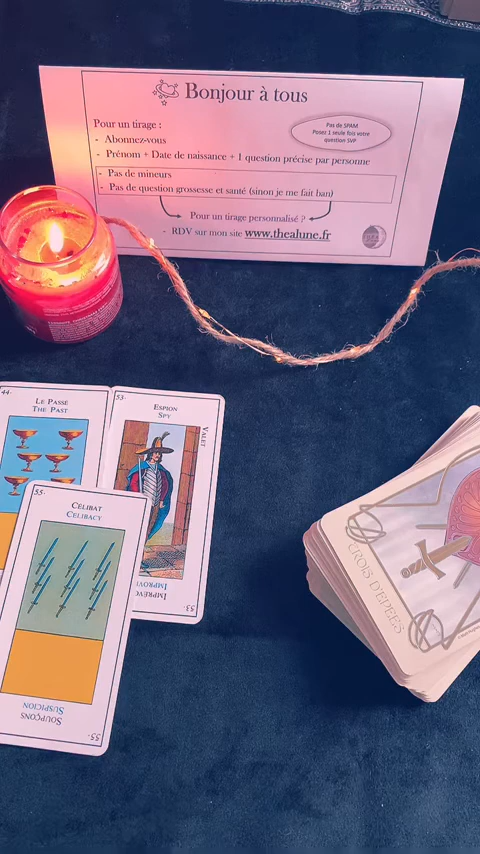 Bonjour à tous
Pour un tirage :
- Abonnez-vous
- Prénom + Date de naissance + 1 question précise par personne
Pas de SPAM
Posez 1 seule fois votre
question SVP
- Pas de mineurs
- Pas de question grossesse et santé (sinon je me fait ban)
Pour un tirage personnalisé ?
- RDV sur mon site www.thealune.fr
44-
LE PASSÉ
THE PAST
53-
ESPION
SPY
VALET
IMPRÉV
IMPROV
53-
55-
CÉLIBAT
CELIBACY
SOUPÇONS
SUSPICION
55-
CROIS D'ÉPÉES